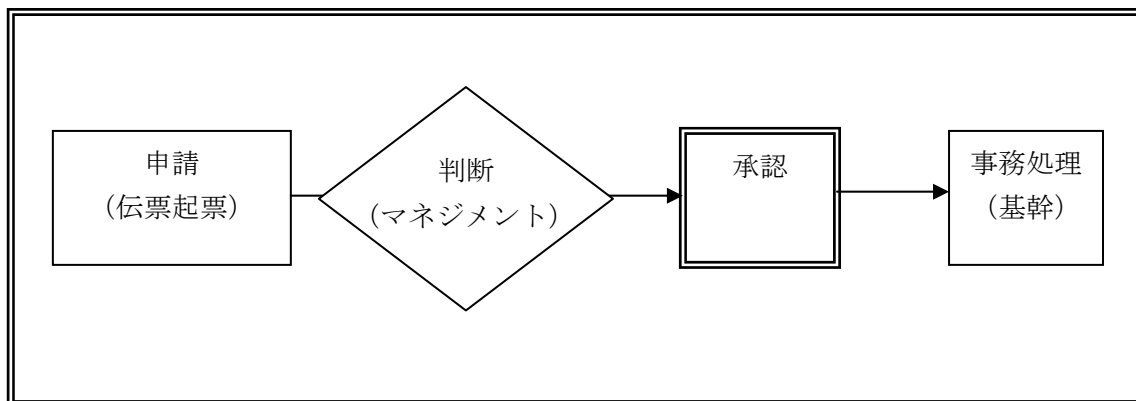 申請
（伝票起票）
判断
（マネジメント）
承認
事務処理
（基幹）